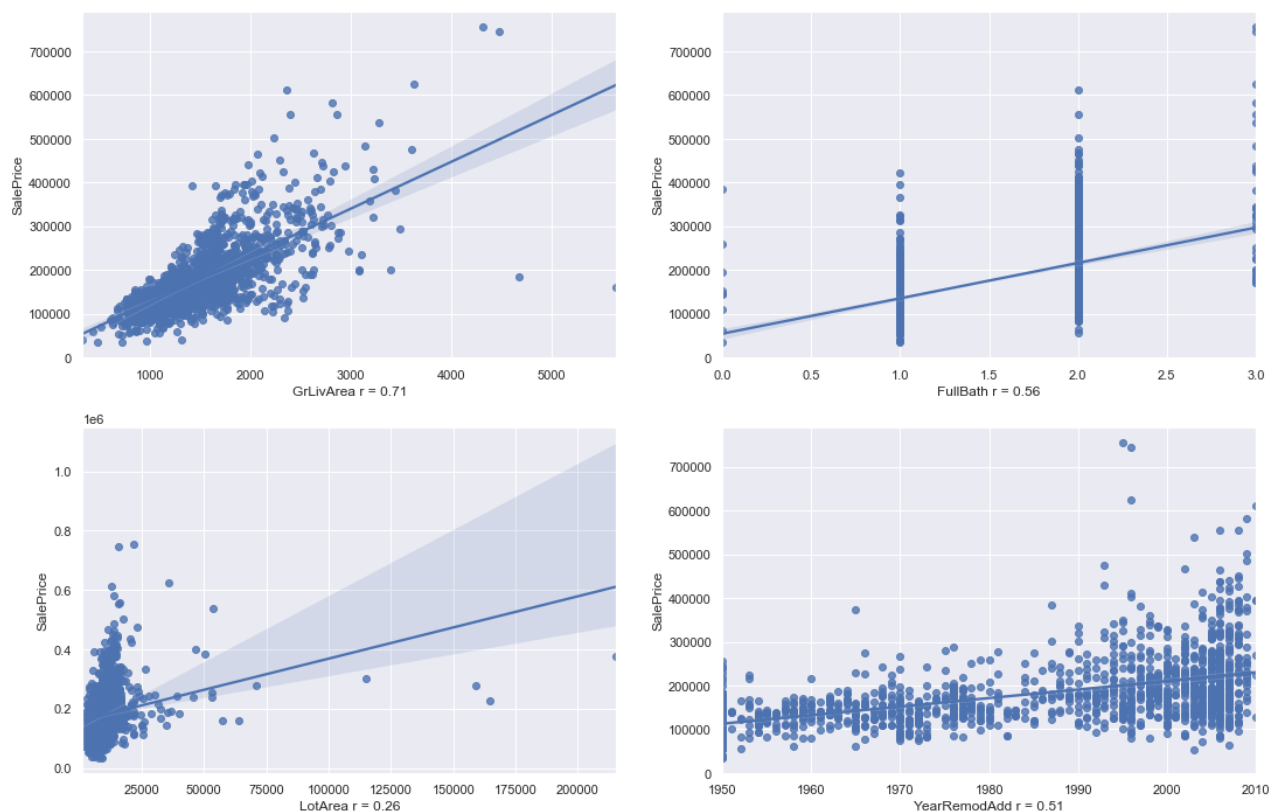 700000
600000
500000
400000
300000
200000
100000
0
SalePrice
1000 2000 3000 4000 5000
GrLivArea r = 0.71
700000
600000
500000
400000
300000
200000
100000
0
SalePrice
0.0 0.5 1.0 1.5 2.0 2.5 3.0
FullBath r = 0.56
1e6
1.0
0.8
0.6
0.4
0.2
0.0
SalePrice
25000 50000 75000 100000 125000 150000 175000 200000
LotArea r = 0.26
700000
600000
500000
400000
300000
200000
100000
0
SalePrice
1950 1960 1970 1980 1990 2000 2010
YearRemodAdd r = 0.51